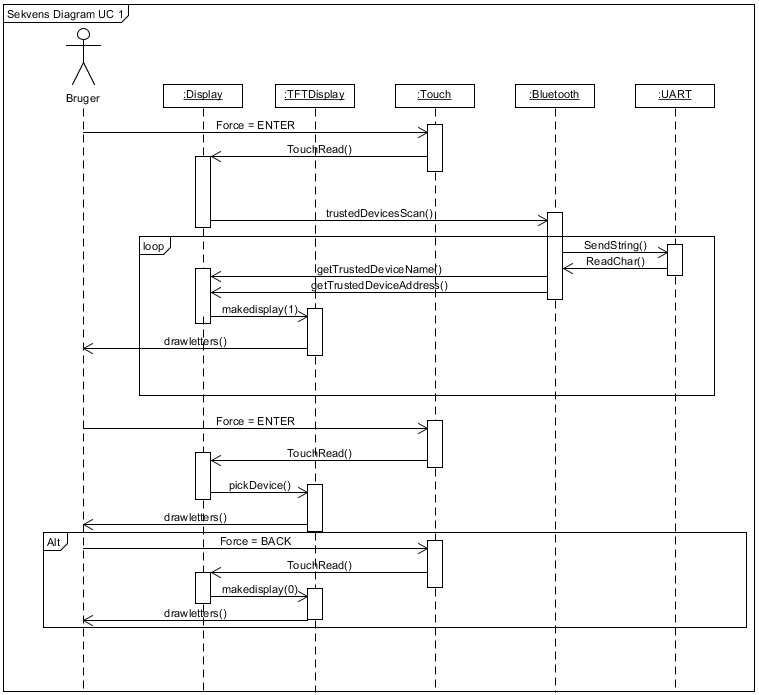 Sekvens Diagram UC 1
Bruger
:Display
:TFTDisplay
:Touch
:Bluetooth
:UART
Force = ENTER
TouchRead()
trustedDevicesScan()
loop
SendString()
ReadChar()
getTrustedDeviceName()
getTrustedDeviceAddress()
makedisplay(1)
drawletters()
Force = ENTER
TouchRead()
pickDevice()
drawletters()
Alt
Force = BACK
TouchRead()
makedisplay(0)
drawletters()